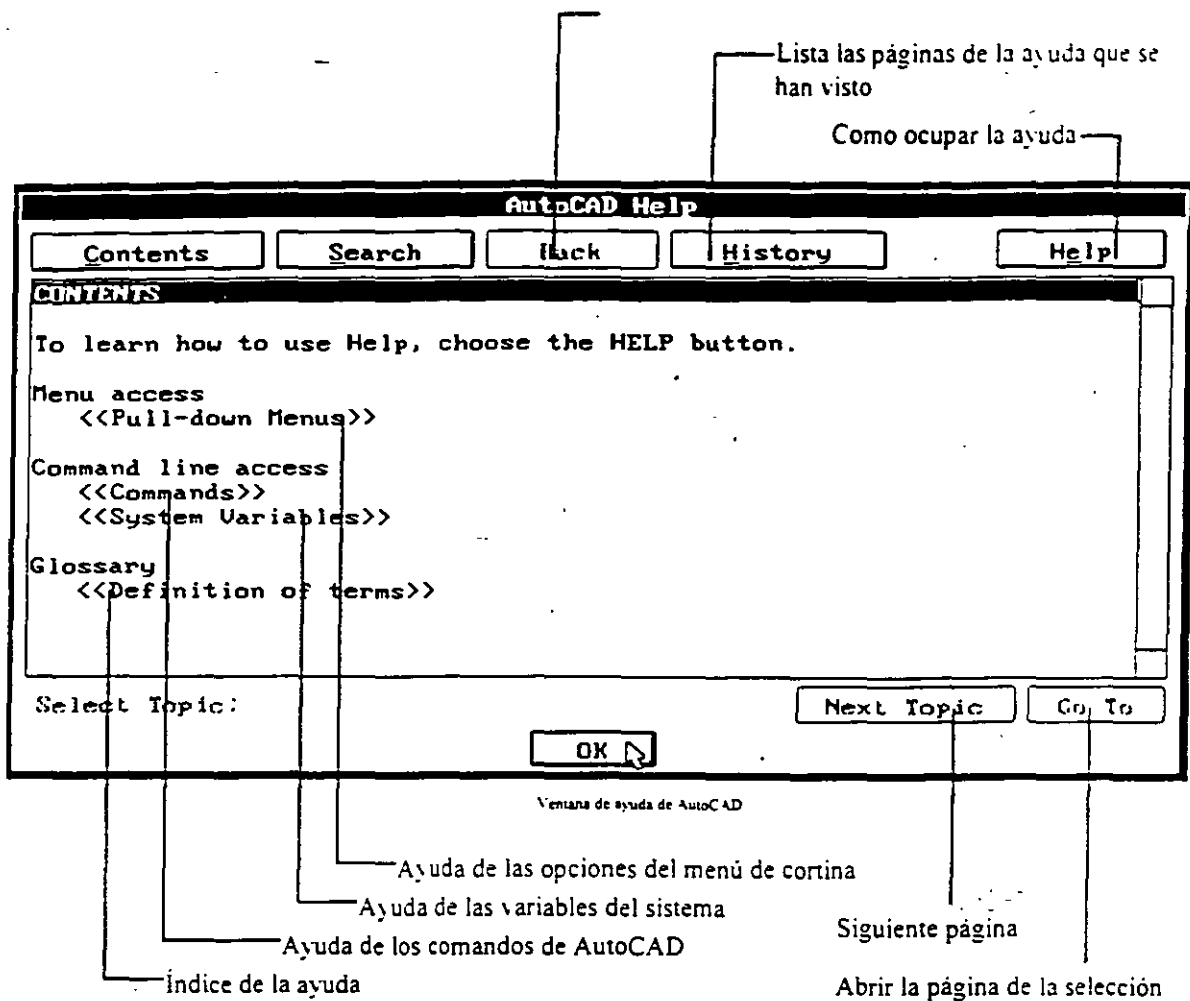 Lista las páginas de la ayuda que se
han visto
Como ocupar la ayuda
AutoCAD Help
Contents Search Back History Help
CONTENTS
To learn how to use Help, choose the HELP button.
Menu access
<<Pull-down Menus>>
Command line access
<<Commands>>
<<System Variables>>
Glossary
<<Definition of terms>>
Select Topic:
Next Topic Go To
OK
Ventana de ayuda de AutoCAD
Ayuda de las opciones del menú de cortina
Ayuda de las variables del sistema
Siguiente página
Ayuda de los comandos de AutoCAD
Índice de la ayuda
Abrir la página de la selección